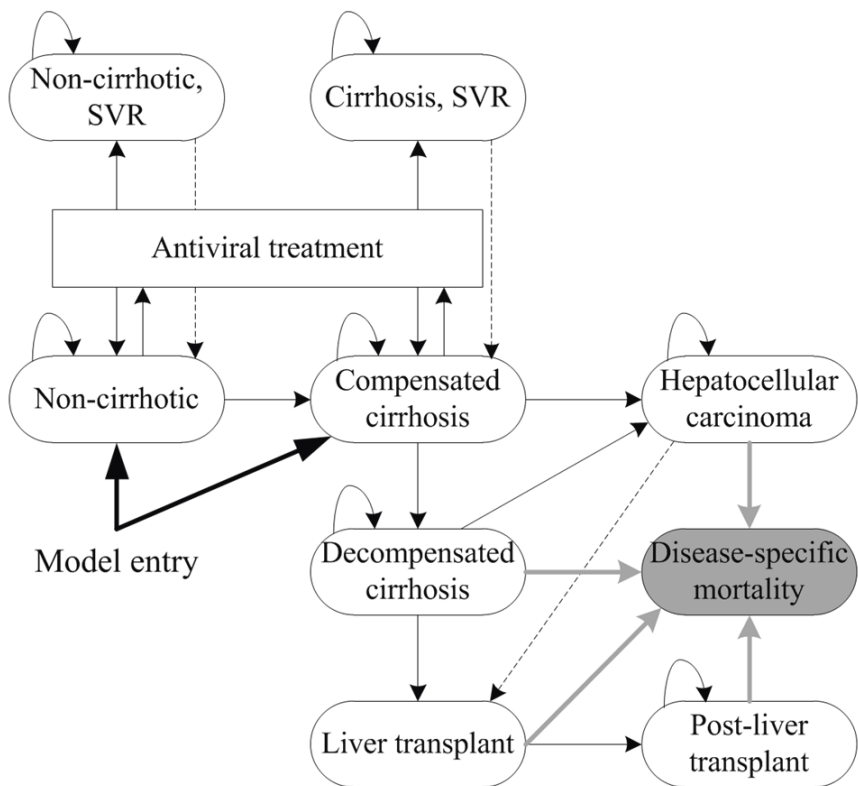 Non-cirrhotic,
SVR
Cirrhosis, SVR
Antiviral treatment
Non-cirrhotic
Compensated
cirrhosis
Hepatocellular
carcinoma
Model entry
Decompensated
cirrhosis
Disease-specific
mortality
Liver transplant
Post-liver
transplant